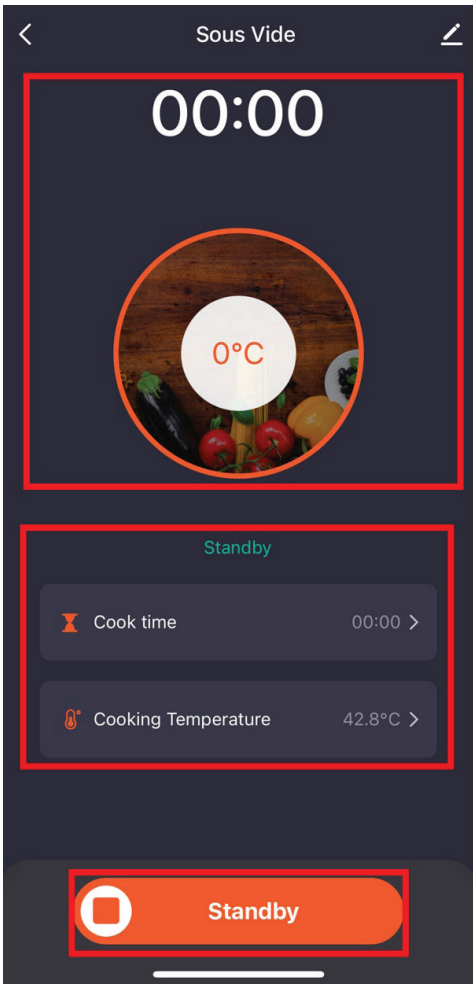 Sous Vide
00:00
0°C
Standby
Cook time 00:00
Cooking Temperature 42.8°C
Standby